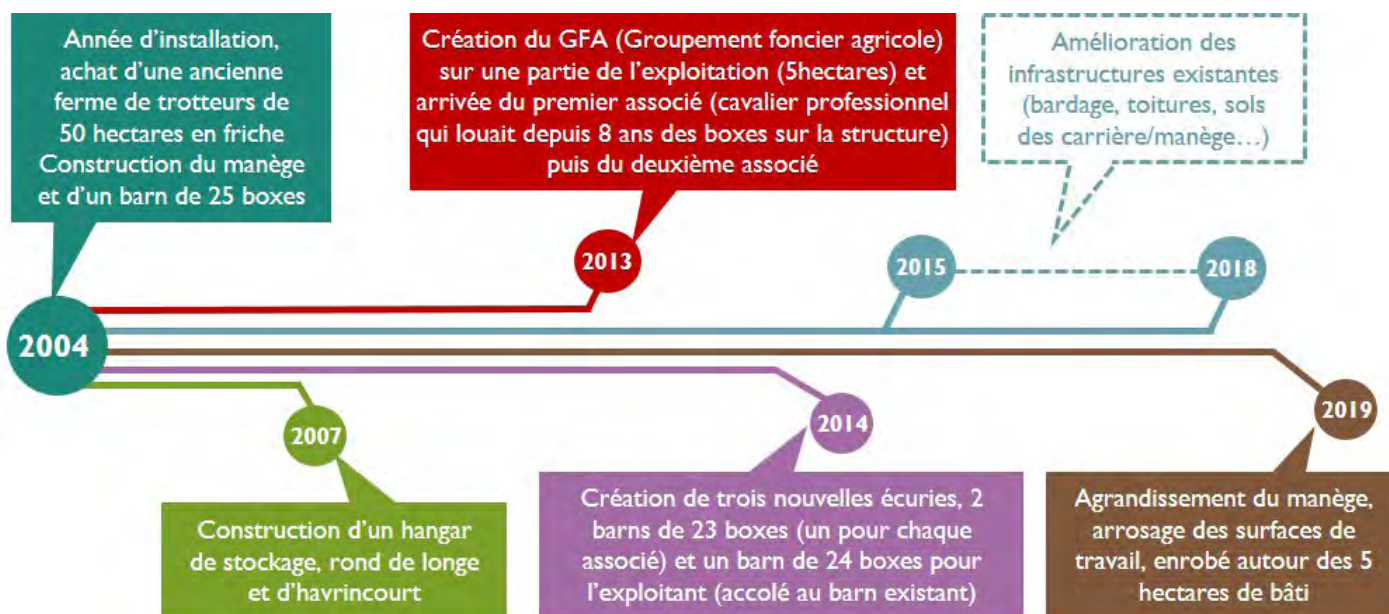 Année d'installation,
achat d'une ancienne
ferme de trotteurs de
50 hectares en friche
Construction du manège
et d'un barn de 25 boxes
Création du GFA (Groupement foncier agricole)
sur une partie de l'exploitation (5hectares) et
arrivée du premier associé (cavalier professionnel
qui louait depuis 8 ans des boxes sur la structure)
puis du deuxième associé
Amélioration des
infrastructures existantes
(bardage, toitures, sols
des carrière/manège…)
2013
2015
2018
2004
2007
2014
2019
Construction d'un hangar
de stockage, rond de longe
et d'havrincourt
Création de trois nouvelles écuries, 2
barns de 23 boxes (un pour chaque
associé) et un barn de 24 boxes pour
l'exploitant (accolé au barn existant)
Agrandissement du manège,
arrosage des surfaces de
travail, enrobé autour des 5
hectares de bâti